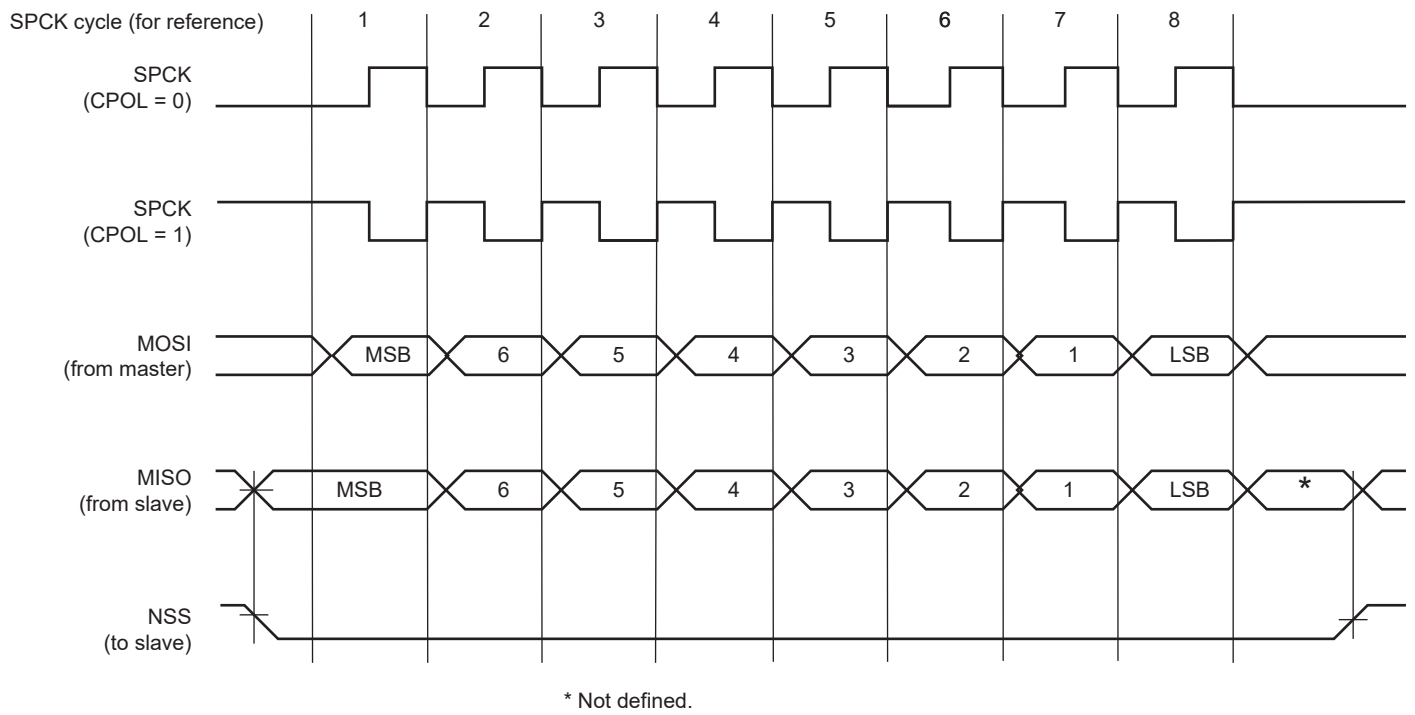 SPCK cycle (for reference) 1 2 3 4 5 6 7 8
SPCK
(CPOL = 0)
SPCK
(CPOL = 1)
MOSI
(from master)
MSB 6 5 4 3 2 1 LSB
MISO
(from slave)
MSB 6 5 4 3 2 1 LSB *
NSS
(to slave)
* Not defined.